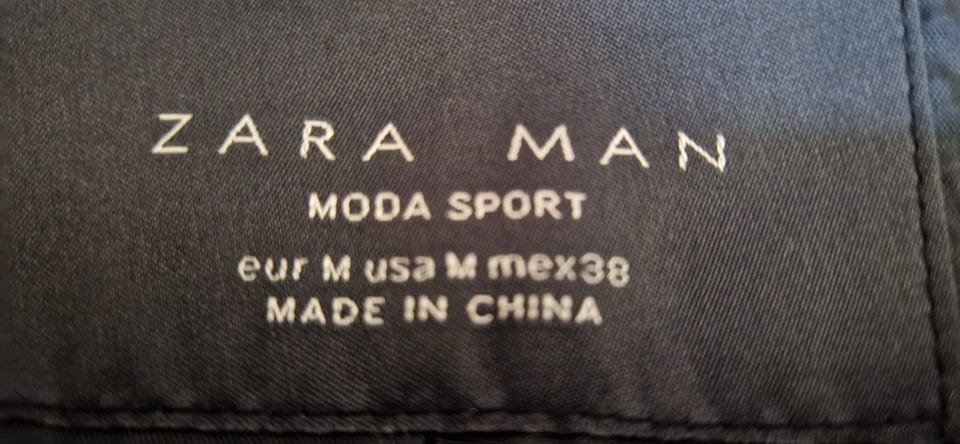 ZARA MAN
MODA SPORT
eur M usa M mex38
MADE IN CHINA